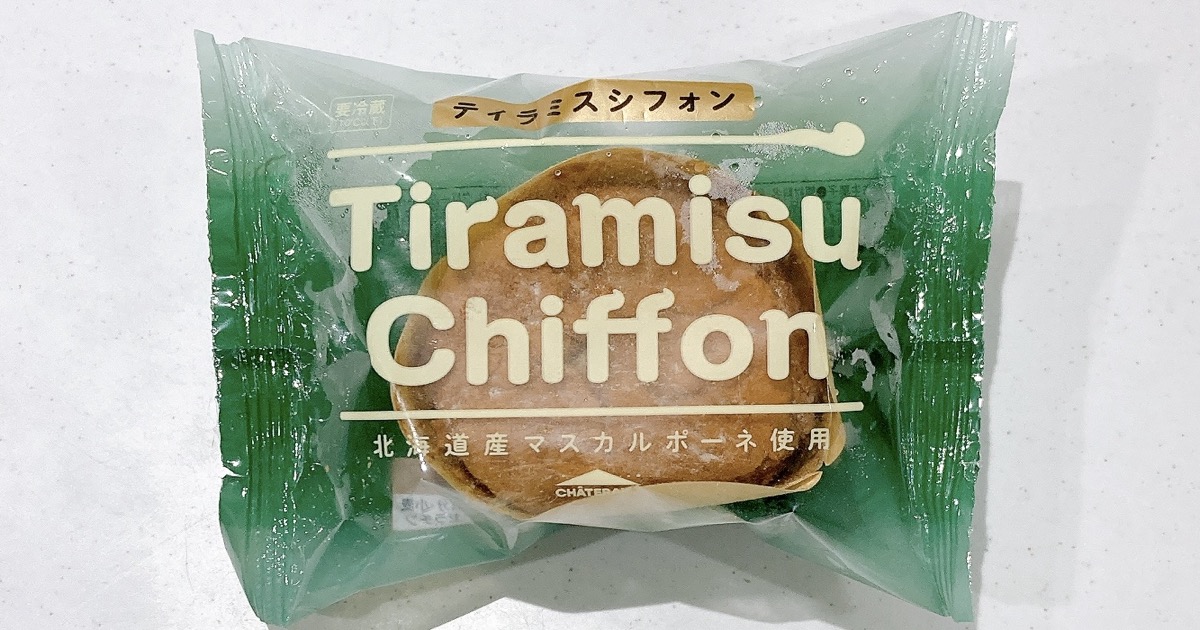 要冷蔵
ティラミスシフォン
Tiramisu
Chiffon
北海道産マスカルポーネ使用